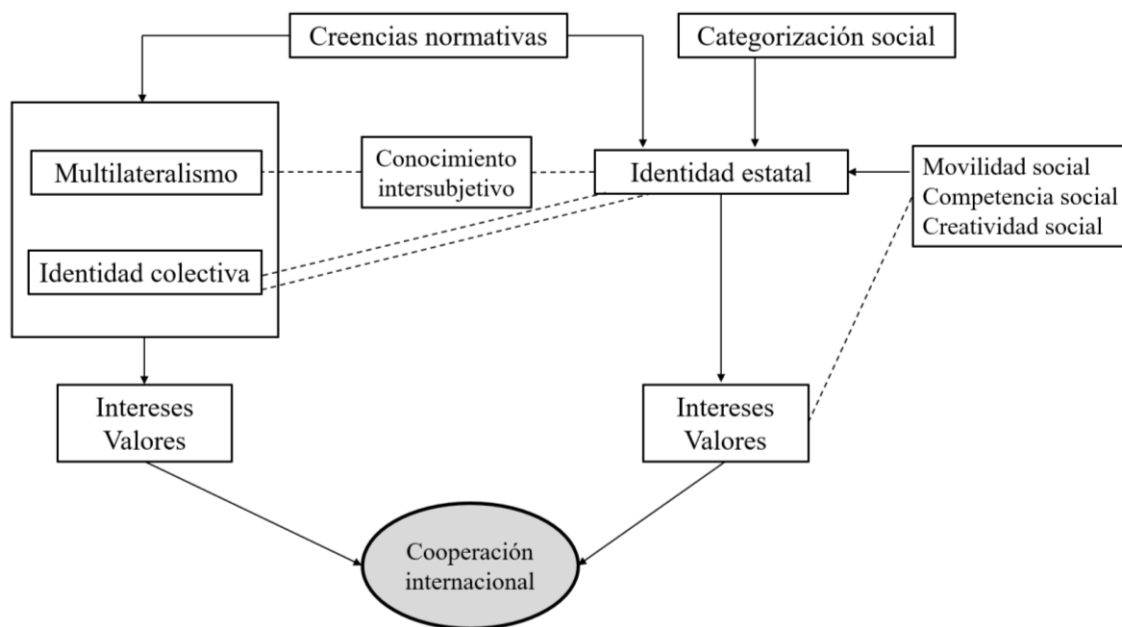 Creencias normativas
Categorización social
Multilateralismo
Conocimiento
intersubjetivo
Identidad estatal
Movilidad social
Competencia social
Creatividad social
Identidad colectiva
Intereses
Valores
Intereses
Valores
Cooperación
internacional